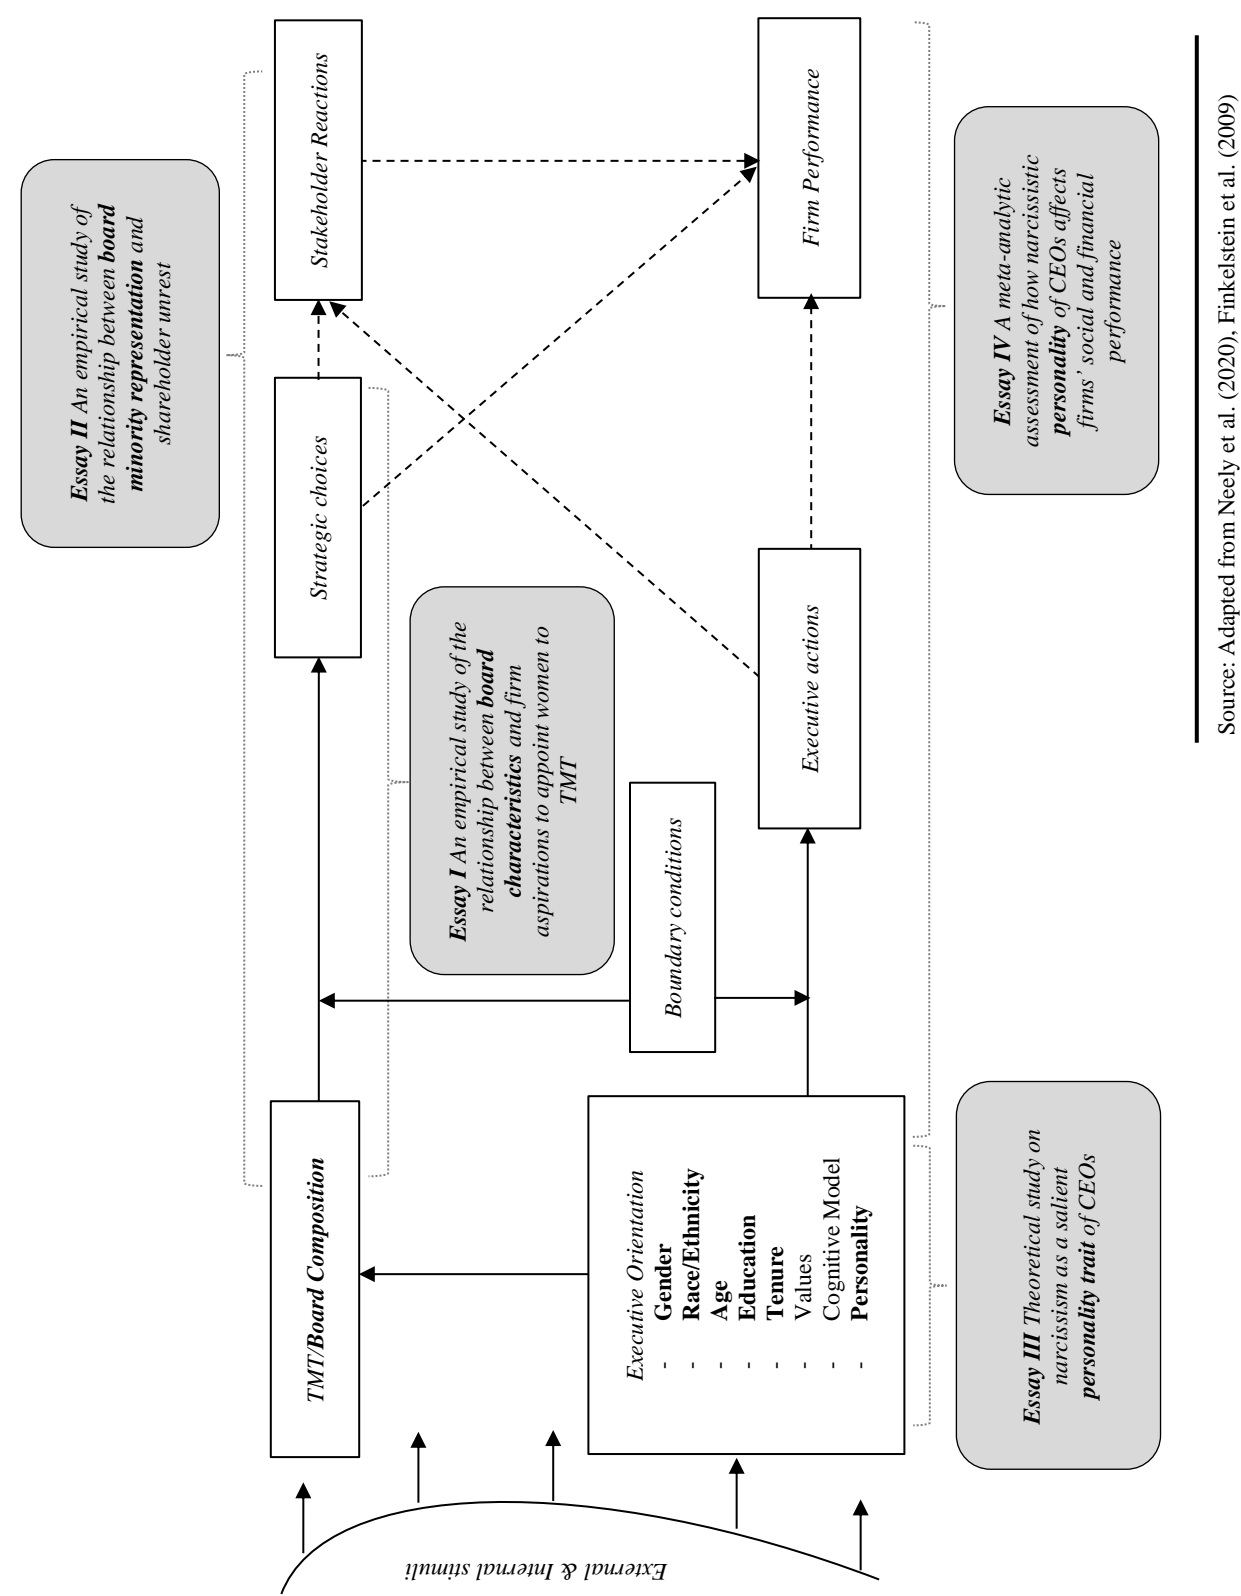 Essay II An empirical study of
the relationship between board
minority representation and
shareholder unrest
TMT/Board Composition
Strategic choices
Stakeholder Reactions
Essay I An empirical study of the
relationship between board
characteristics and firm
aspirations to appoint women to
TMT
External & Internal stimuli
Boundary conditions
Executive Orientation
- Gender
- Race/Ethnicity
- Age
- Education
- Tenure
- Values
- Cognitive Model
- Personality
Executive actions
Firm Performance
Essay III Theoretical study on
narcissism as a salient
personality trait of CEOs
Essay IV A meta-analytic
assessment of how narcissistic
personality of CEOs affects
firms’ social and financial
performance
Source: Adapted from Neely et al. (2020), Finkelstein et al. (2009)